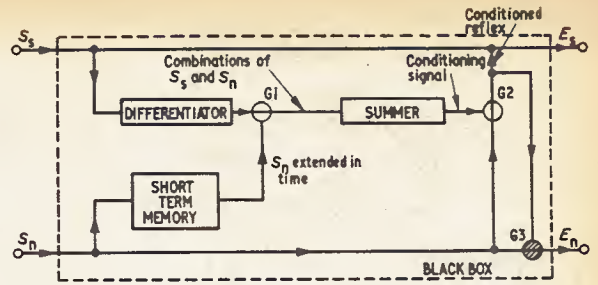 Conditioned
reflex
Ss
Es
Combinations of
Ss and Sn
Conditioning
signal
G1
G2
DIFFERENTIATOR
SUMMER
Sn extended in
time
SHORT
TERM
MEMORY
Sn
En
G3
BLACK BOX